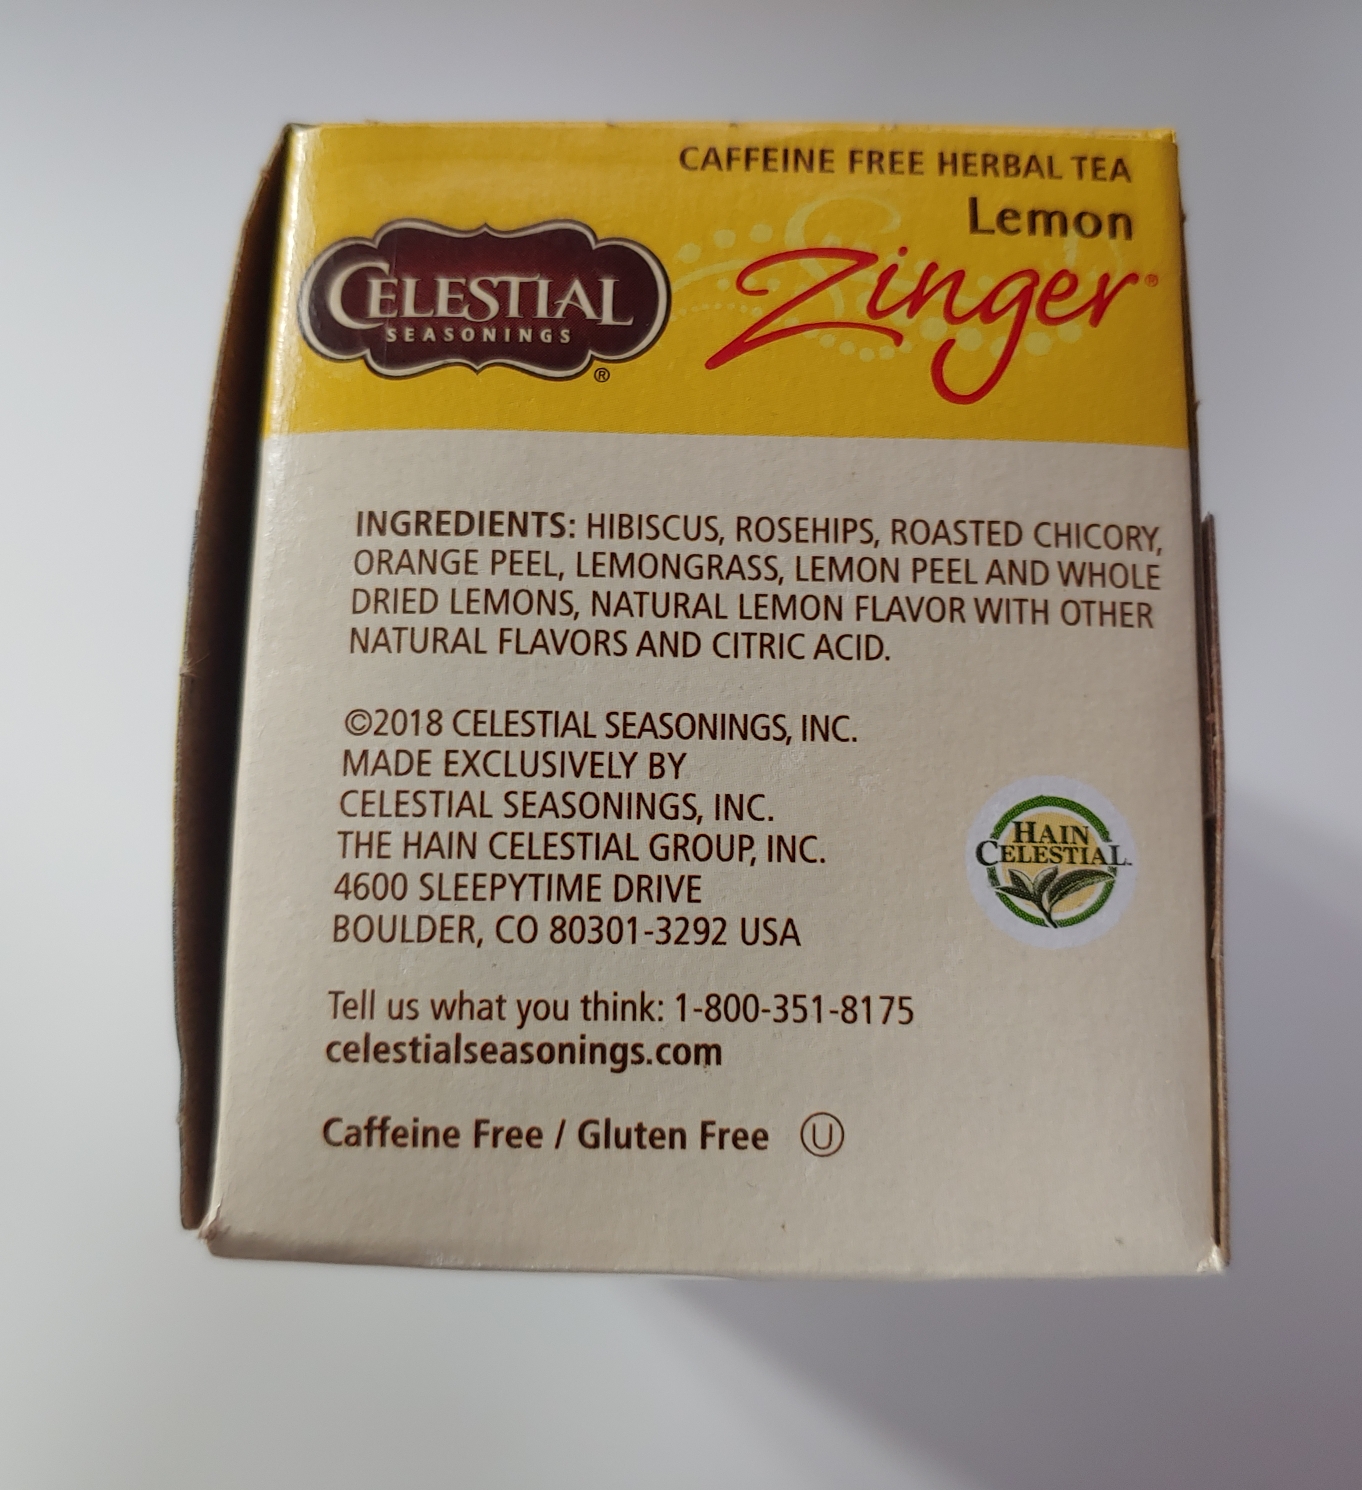 CAFFEINE FREE HERBAL TEA
Lemon
Zinger®
CELESTIAL
SEASONINGS
®
INGREDIENTS: HIBISCUS, ROSEHIPS, ROASTED CHICORY,
ORANGE PEEL, LEMONGRASS, LEMON PEEL AND WHOLE
DRIED LEMONS, NATURAL LEMON FLAVOR WITH OTHER
NATURAL FLAVORS AND CITRIC ACID.
©2018 CELESTIAL SEASONINGS, INC.
MADE EXCLUSIVELY BY
CELESTIAL SEASONINGS, INC.
THE HAIN CELESTIAL GROUP, INC.
4600 SLEEPYTIME DRIVE
BOULDER, CO 80301-3292 USA
HAIN
CELESTIAL™
Tell us what you think: 1-800-351-8175
celestialseasonings.com
Caffeine Free / Gluten Free Ⓤ